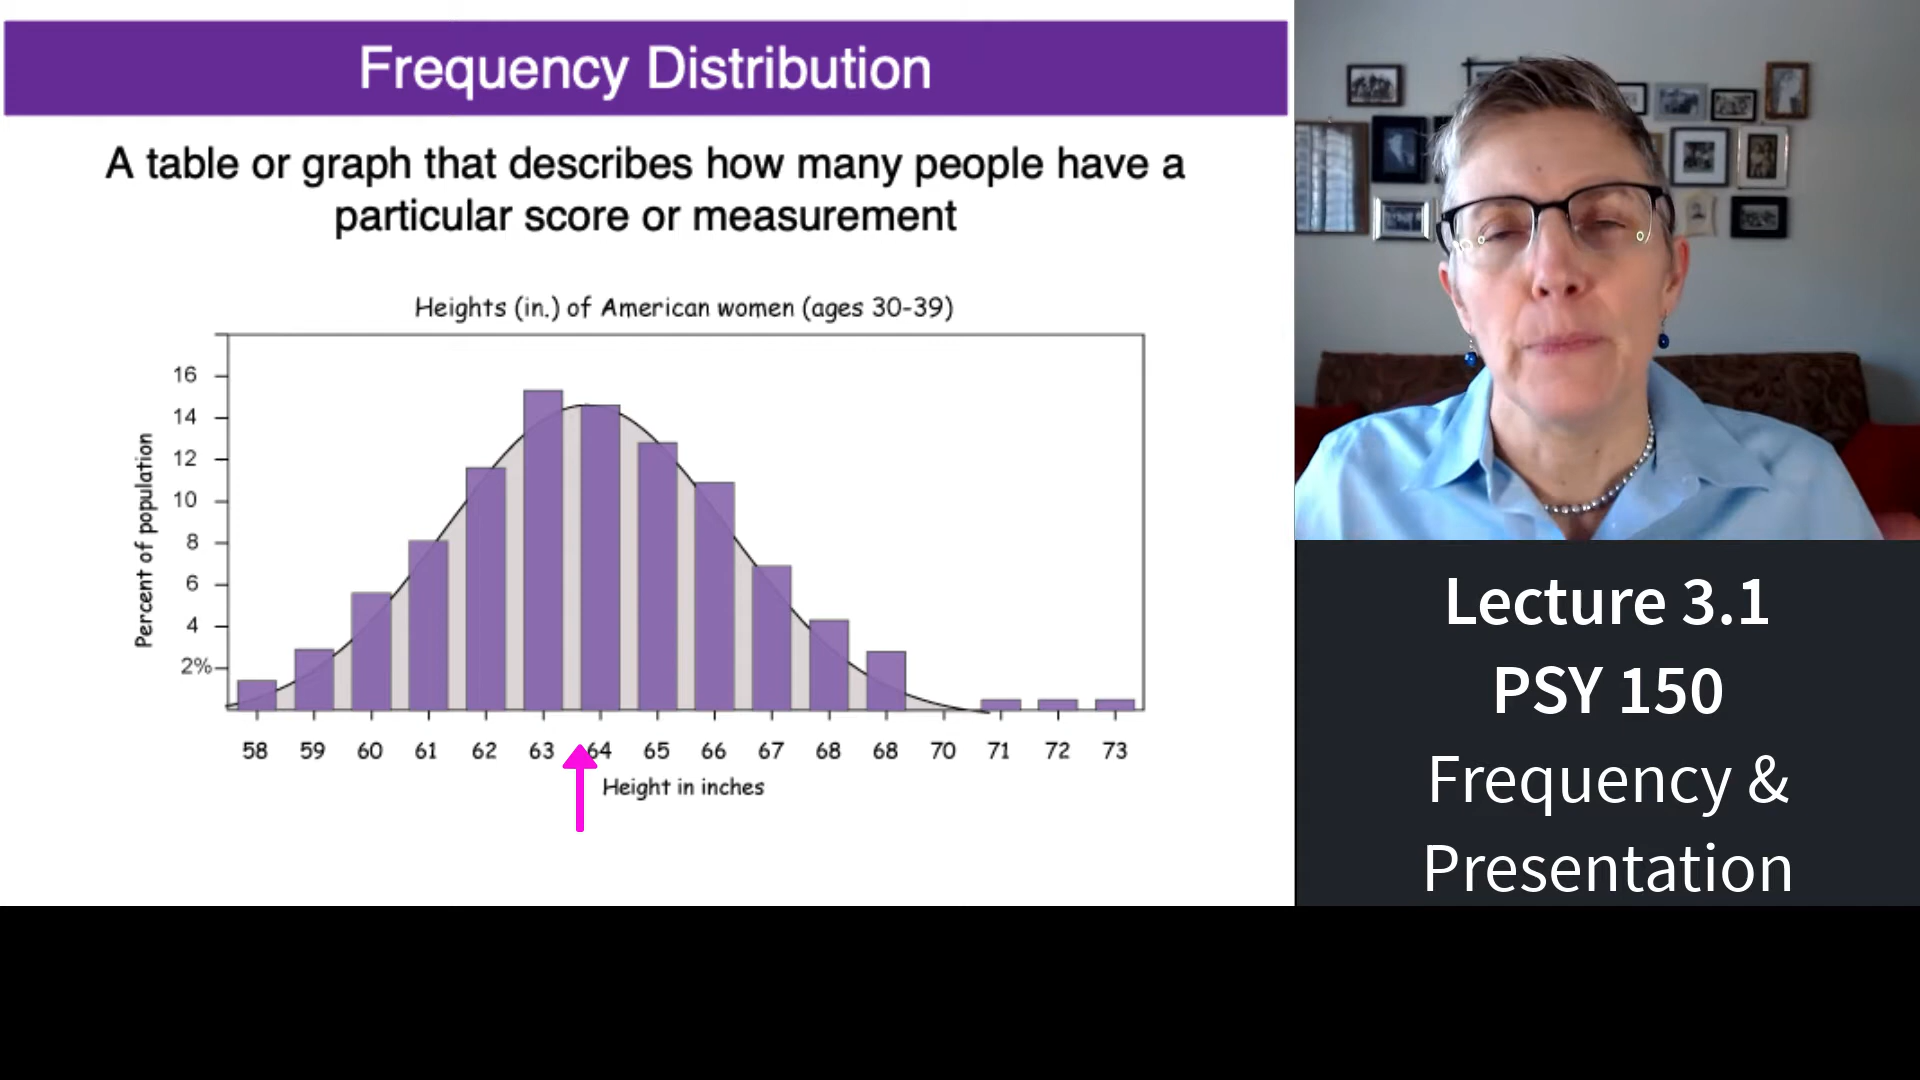 Frequency Distribution
A table or graph that describes how many people have a
particular score or measurement
Heights (in.) of American women (ages 30-39)
Percent of population
16
14
12
10
8
6
4
2%
58 59 60 61 62 63 64 65 66 67 68 68 70 71 72 73
Height in inches
Lecture 3.1
PSY 150
Frequency &
Presentation